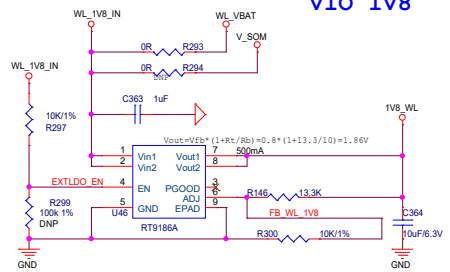 VIO 1V8
WL_1V8_IN
WL_VBAT
V_SOM
0R R293
0R R294
DNP
WL_1V8_IN
C363 1uF
1V8_WL
10K/1%
R297
Vout=Vfb*(1+Rt/Rb)=0.8*(1+13.3/10)=1.86V
500mA
1 Vin1 Vout1 7
2 Vin2 Vout2 8
EXTLDO_EN
4 EN PGOOD 3
ADJ 6
5 GND EPAD 9
U46
RT9186A
R146 13.3K
FB_WL_1V8
R299
100k 1%
DNP
R300 10K/1%
C364
10uF/6.3V
GND
GND